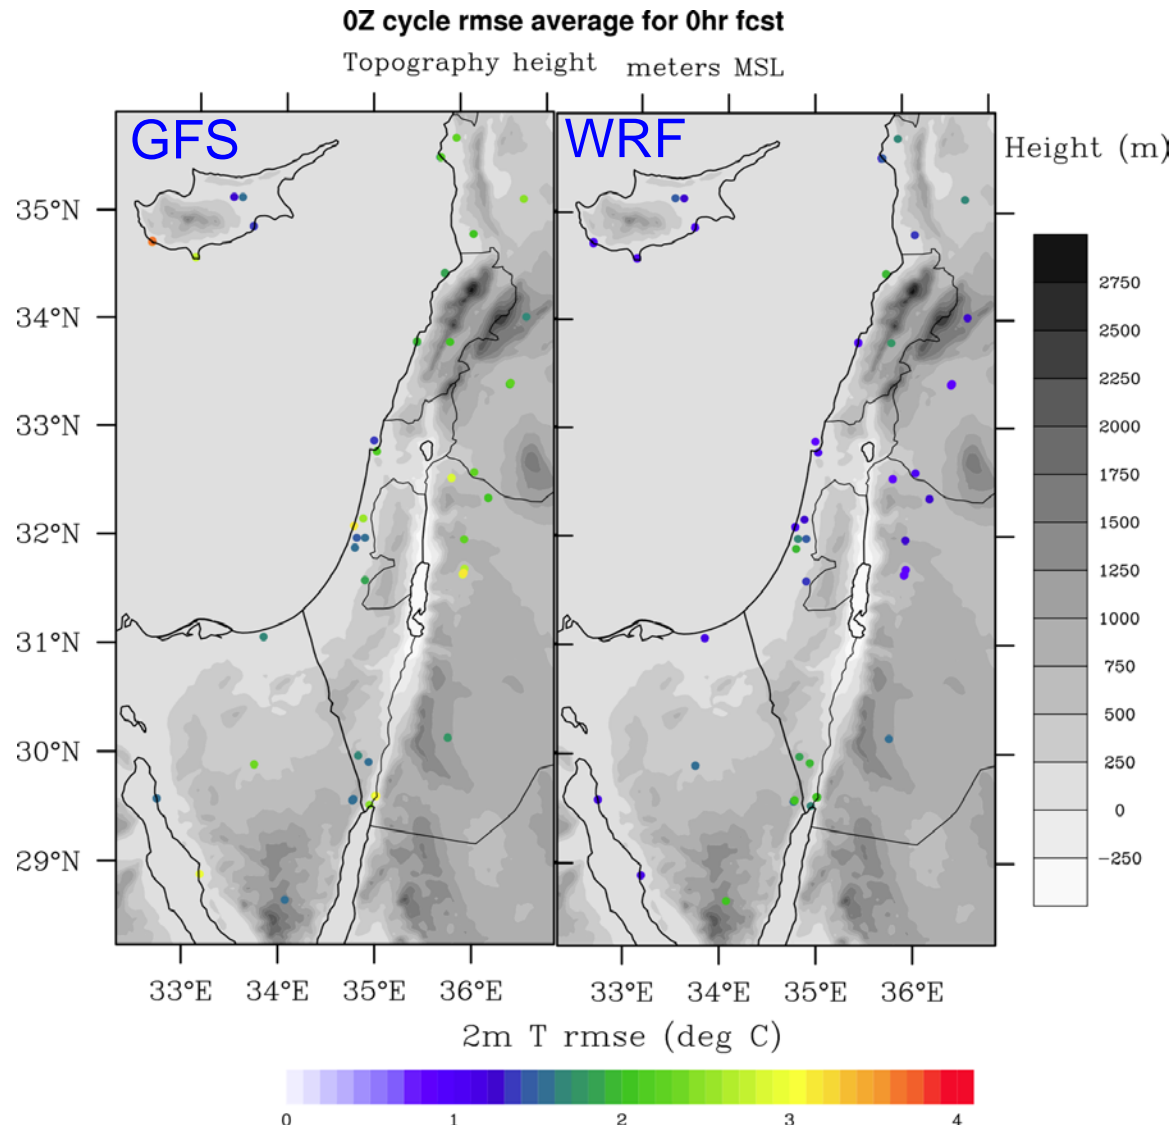 0Z cycle rmse average for 0hr fcst
Topography height meters MSL
GFS WRF
Height (m)
35°N
34°N
33°N
32°N
31°N
30°N
29°N
2750
2500
2250
2000
1750
1500
1250
1000
750
500
250
0
-250
33°E 34°E 35°E 36°E 33°E 34°E 35°E 36°E
2m T rmse (deg C)
0 1 2 3 4